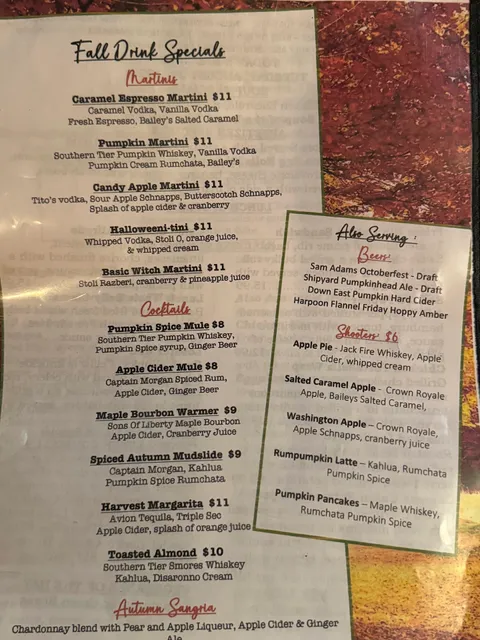 Fall Drink Specials
Martinis
Caramel Espresso Martini $11
Caramel Vodka, Vanilla Vodka
Fresh Espresso, Bailey's Salted Caramel
Pumpkin Martini $11
Southern Tier Pumpkin Whiskey, Vanilla Vodka
Pumpkin Cream Rumchata, Bailey's
Candy Apple Martini $11
Tito's vodka, Sour Apple Schnapps, Butterscotch Schnapps,
Splash of apple cider & cranberry
Halloweeni-tini $11
Whipped Vodka, Stoli O, orange juice,
& whipped cream
Basic Witch Martini $11
Stoli Razberi, cranberry & pineapple juice
Cocktails
Pumpkin Spice Mule $8
Southern Tier Pumpkin Whiskey,
Pumpkin Spice syrup, Ginger Beer
Apple Cider Mule $8
Captain Morgan Spiced Rum,
Apple Cider, Ginger Beer
Maple Bourbon Warmer $9
Sons Of Liberty Maple Bourbon
Apple Cider, Cranberry Juice
Spiced Autumn Mudslide $9
Captain Morgan, Kahlua
Pumpkin Spice Rumchata
Harvest Margarita $11
Avion Tequila, Triple Sec
Apple Cider, splash of orange juice
Toasted Almond $10
Southern Tier Smores Whiskey
Kahlua, Disaronno Cream
Autumn Sangria
Chardonnay blend with Pear and Apple Liqueur, Apple Cider & Ginger
Ale
Also Serving:
Beers
Sam Adams Octoberfest - Draft
Shipyard Pumpkinhead Ale - Draft
Down East Pumpkin Hard Cider
Harpoon Flannel Friday Hoppy Amber
Shooters $6
Apple Pie - Jack Fire Whiskey, Apple
Cider, whipped cream
Salted Caramel Apple - Crown Royale
Apple, Baileys Salted Caramel,
Washington Apple – Crown Royale,
Apple Schnapps, cranberry juice
Rumpumpkin Latte – Kahlua, Rumchata
Pumpkin Spice
Pumpkin Pancakes – Maple Whiskey,
Rumchata Pumpkin Spice